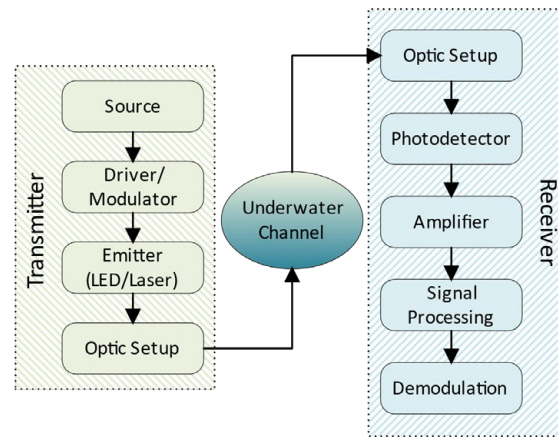 Transmitter
Source
Driver/
Modulator
Emitter
(LED/Laser)
Optic Setup
Underwater
Channel
Optic Setup
Photodetector
Amplifier
Signal
Processing
Demodulation
Receiver